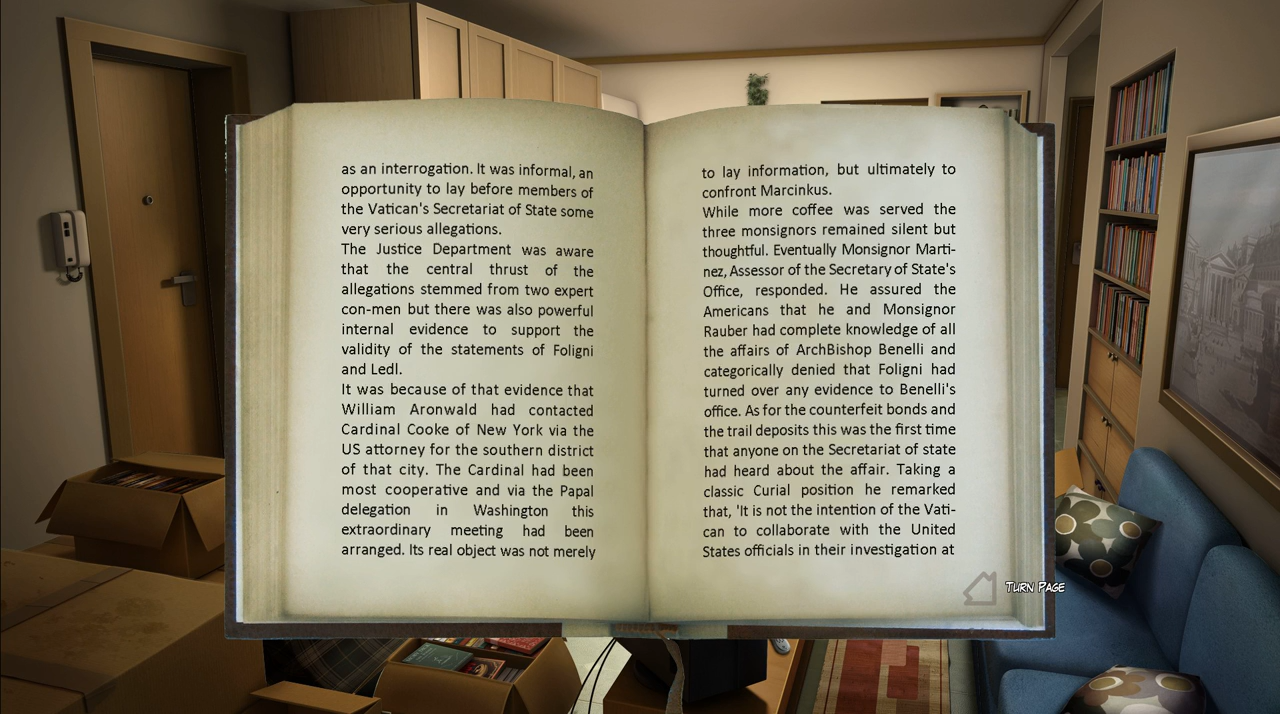 as an interrogation. It was informal, an
opportunity to lay before members of
the Vatican's Secretariat of State some
very serious allegations.
The Justice Department was aware
that the central thrust of the
allegations stemmed from two expert
con-men but there was also powerful
internal evidence to support the
validity of the statements of Foligni
and Ledl.
It was because of that evidence that
William Aronwald had contacted
Cardinal Cooke of New York via the
US attorney for the southern district
of that city. The Cardinal had been
most cooperative and via the Papal
delegation in Washington this
extraordinary meeting had been
arranged. Its real object was not merely
to lay information, but ultimately to
confront Marcinkus.
While more coffee was served the
three monsignors remained silent but
thoughtful. Eventually Monsignor Marti-
nez, Assessor of the Secretary of State's
Office, responded. He assured the
Americans that he and Monsignor
Rauber had complete knowledge of all
the affairs of ArchBishop Benelli and
categorically denied that Foligni had
turned over any evidence to Benelli's
office. As for the counterfeit bonds and
the trail deposits this was the first time
that anyone on the Secretariat of state
had heard about the affair. Taking a
classic Curial position he remarked
that, 'It is not the intention of the Vati-
can to collaborate with the United
States officials in their investigation at
Turn Page